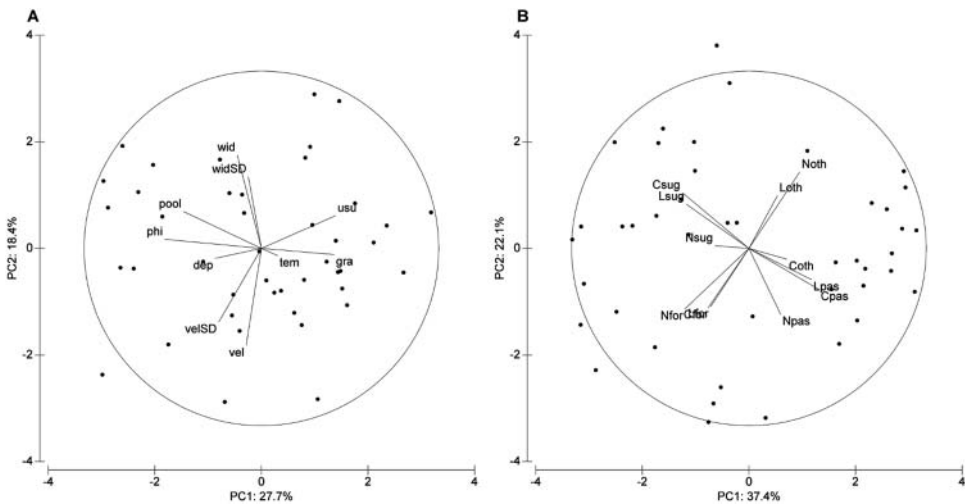 A
4
2
0
-2
-4
PC2: 18.4%
wid
widSD
pool
usu
phi
dep
tem
gra
velSD
vel
-4
-2
0
2
4
PC1: 27.7%
B
4
2
0
-2
-4
PC2: 22.1%
Noth
Csug
Loth
Lsug
Nsug
Coth
Lpas
Cpas
Nfor
Npas
-4
-2
0
2
4
PC1: 37.4%